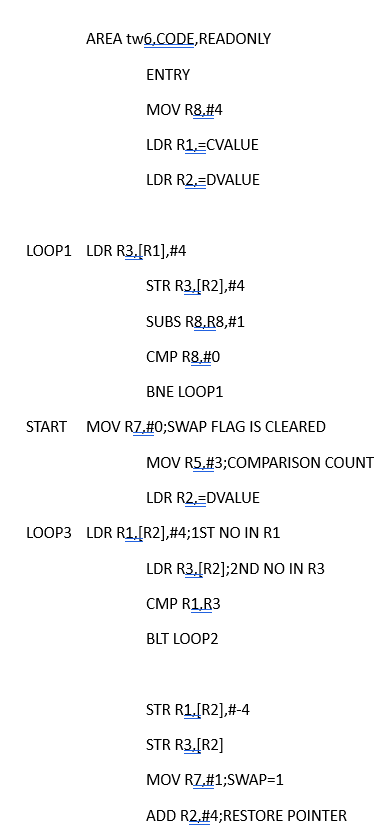 AREA tw6,CODE,READONLY
ENTRY
MOV R8,#4
LDR R1,=CVALUE
LDR R2,=DVALUE
LOOP1 LDR R3,[R1],#4
STR R3,[R2],#4
SUBS R8,R8,#1
CMP R8,#0
BNE LOOP1
START MOV R7,#0;SWAP FLAG IS CLEARED
MOV R5,#3;COMPARISON COUNT
LDR R2,=DVALUE
LOOP3 LDR R1,[R2],#4;1ST NO IN R1
LDR R3,[R2];2ND NO IN R3
CMP R1,R3
BLT LOOP2
STR R1,[R2],#-4
STR R3,[R2]
MOV R7,#1;SWAP=1
ADD R2,#4;RESTORE POINTER